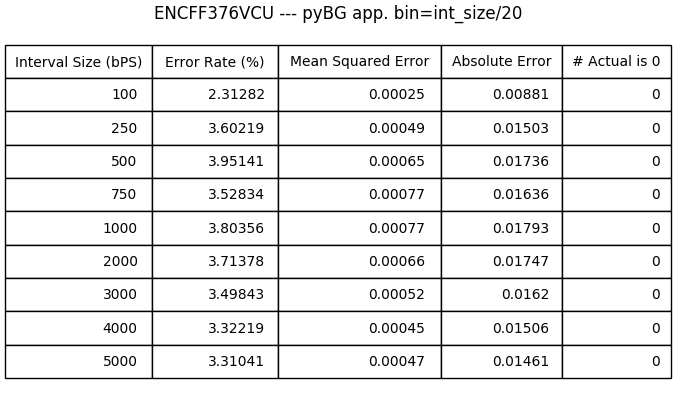 ENCFF376VCU --- pyBG app. bin=int_size/20
Interval Size (bPS) Error Rate (%) Mean Squared Error Absolute Error # Actual is 0
100 2.31282 0.00025 0.00881 0
250 3.60219 0.00049 0.01503 0
500 3.95141 0.00065 0.01736 0
750 3.52834 0.00077 0.01636 0
1000 3.80356 0.00077 0.01793 0
2000 3.71378 0.00066 0.01747 0
3000 3.49843 0.00052 0.0162 0
4000 3.32219 0.00045 0.01506 0
5000 3.31041 0.00047 0.01461 0